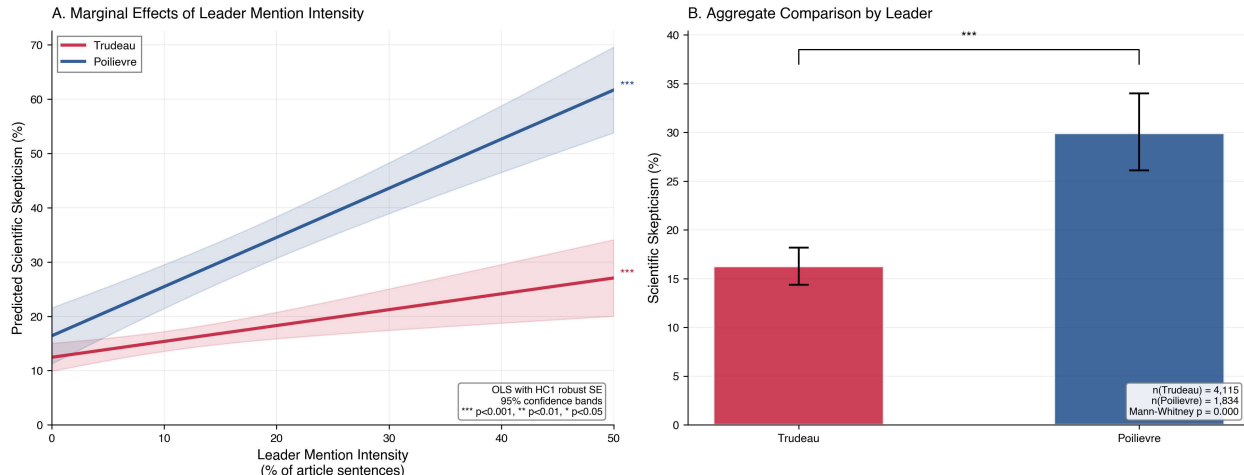 A. Marginal Effects of Leader Mention Intensity
Trudeau
Poilievre
***
***
Predicted Scientific Skepticism (%)
70
60
50
40
30
20
10
0
0 10 20 30 40 50
Leader Mention Intensity
(% of article sentences)
OLS with HC1 robust SE
95% confidence bands
*** p<0.001, ** p<0.01, * p<0.05
B. Aggregate Comparison by Leader
***
Scientific Skepticism (%)
40
35
30
25
20
15
10
5
0
Trudeau Poilievre
n(Trudeau) = 4,115
n(Poilievre) = 1,834
Mann-Whitney p = 0.000